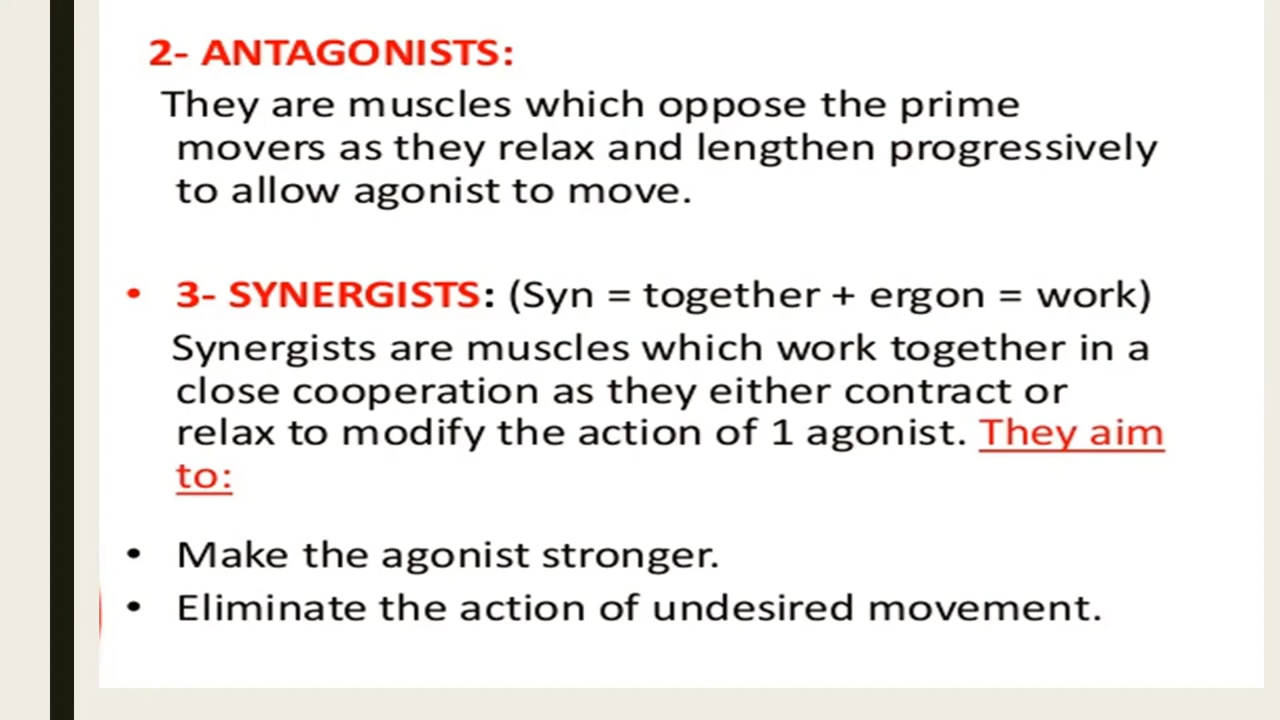 2- ANTAGONISTS:
They are muscles which oppose the prime
movers as they relax and lengthen progressively
to allow agonist to move.
• 3- SYNERGISTS: (Syn = together + ergon = work)
Synergists are muscles which work together in a
close cooperation as they either contract or
relax to modify the action of 1 agonist. They aim
to:
• Make the agonist stronger.
• Eliminate the action of undesired movement.